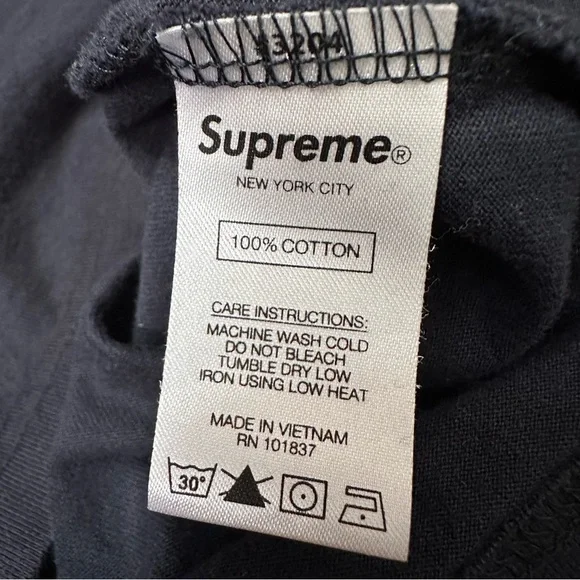 Supreme®
NEW YORK CITY
100% COTTON
CARE INSTRUCTIONS:
MACHINE WASH COLD
DO NOT BLEACH
TUMBLE DRY LOW
IRON USING LOW HEAT
MADE IN VIETNAM
RN 101837
30°